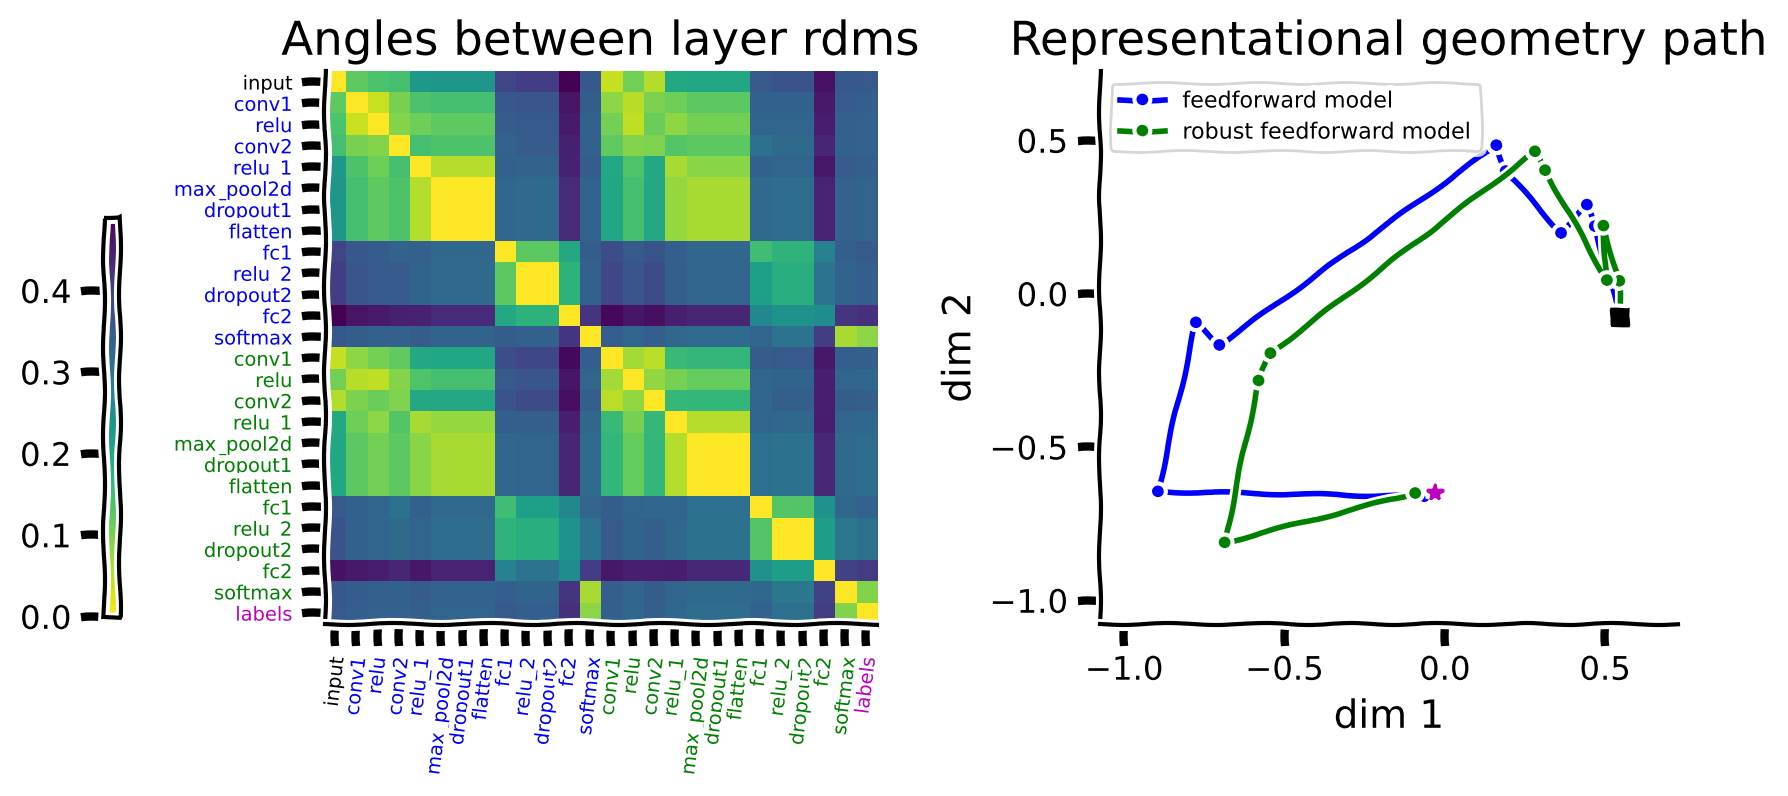 Angles between layer rdms
0.4
0.3
0.2
0.1
0.0
input
conv1
relu
conv2
relu_1
max_pool2d
dropout1
flatten
fc1
relu_2
dropout2
fc2
softmax
conv1
relu
conv2
relu_1
max_pool2d
dropout1
flatten
fc1
relu_2
dropout2
fc2
softmax
labels
input
conv1
relu
conv2
relu_1
max_pool2d
dropout1
flatten
fc1
relu_2
dropout2
fc2
softmax
conv1
relu
conv2
relu_1
max_pool2d
dropout1
flatten
fc1
relu_2
dropout2
fc2
softmax
labels
Representational geometry path
feedforward model
robust feedforward model
dim 2
0.5
0.0
−0.5
−1.0
−1.0
−0.5
0.0
0.5
dim 1